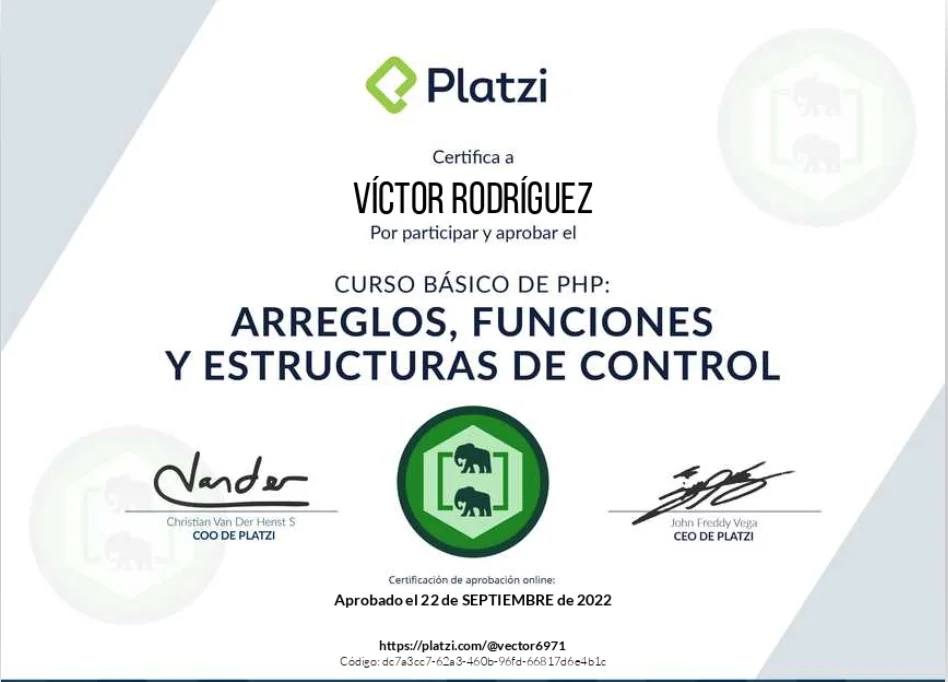 Platzi
Certifica a
VÍCTOR RODRÍGUEZ
Por participar y aprobar el
CURSO BÁSICO DE PHP:
ARREGLOS, FUNCIONES
Y ESTRUCTURAS DE CONTROL
Christian Van Der Henst S
COO DE PLATZI
John Freddy Vega
CEO DE PLATZI
Certificación de aprobación online:
Aprobado el 22 de SEPTIEMBRE de 2022
https://platzi.com/@vector6971
Código: dc7a3cc7-62a3-460b-96fd-66817d6e4b1c